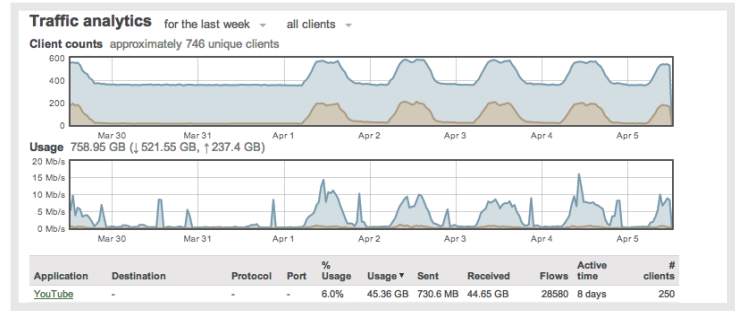 Traffic analytics for the last week all clients
Client counts approximately 746 unique clients
600
400
200
0
Mar 30 Mar 31 Apr 1 Apr 2 Apr 3 Apr 4 Apr 5
Usage 758.95 GB (↓ 521.55 GB, ↑ 237.4 GB)
20 Mb/s
15 Mb/s
10 Mb/s
5 Mb/s
0 Mb/s
Mar 30 Mar 31 Apr 1 Apr 2 Apr 3 Apr 4 Apr 5
Application Destination Protocol Port % Usage Usage ▼ Sent Received Flows Active time # clients
YouTube - - - 6.0% 45.36 GB 730.6 MB 44.65 GB 28580 8 days 250